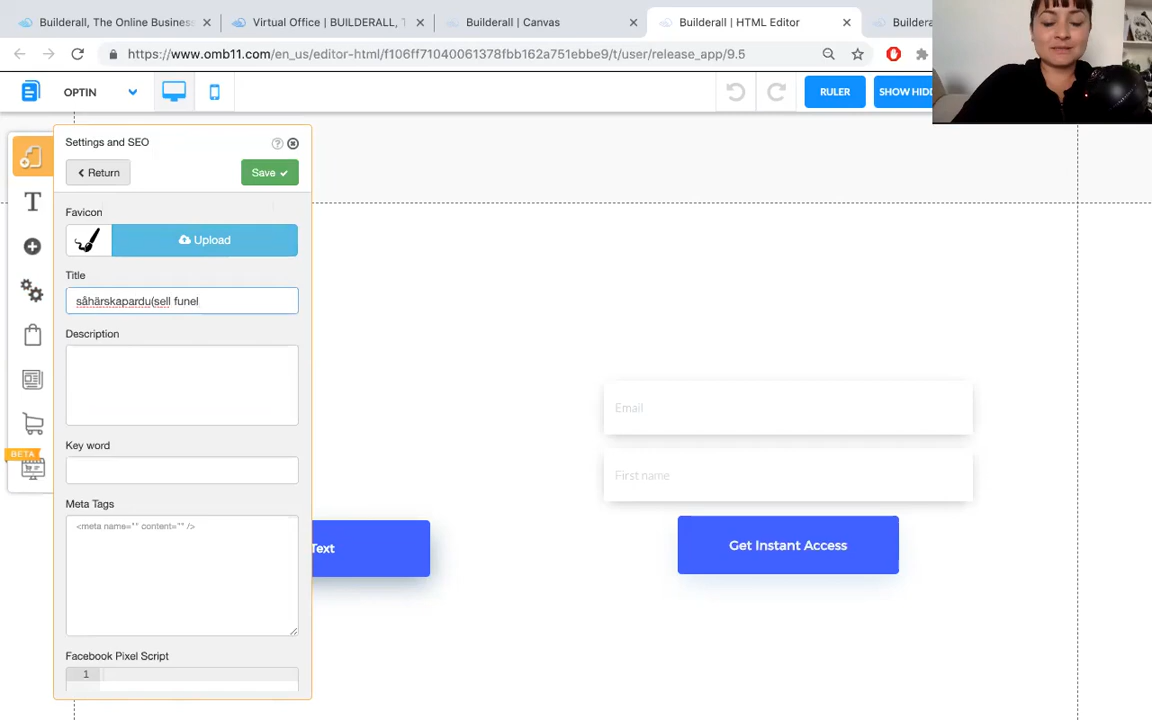 Builderall, The Online Business
Virtual Office | BUILDERALL, T
Builderall | Canvas
Builderall | HTML Editor
Buildera
https://www.omb11.com/en_us/editor-html/f106ff71040061378fbb162a751ebbe9/t/user/release_app/9.5
OPTIN
RULER
SHOW HIDD
Settings and SEO
?
Return
Save
Favicon
Upload
Title
såhärskapardu(sell funel
Description
Key word
BETA
Meta Tags
<meta name="" content="" />
Facebook Pixel Script
1
Email
First name
Text
Get Instant Access